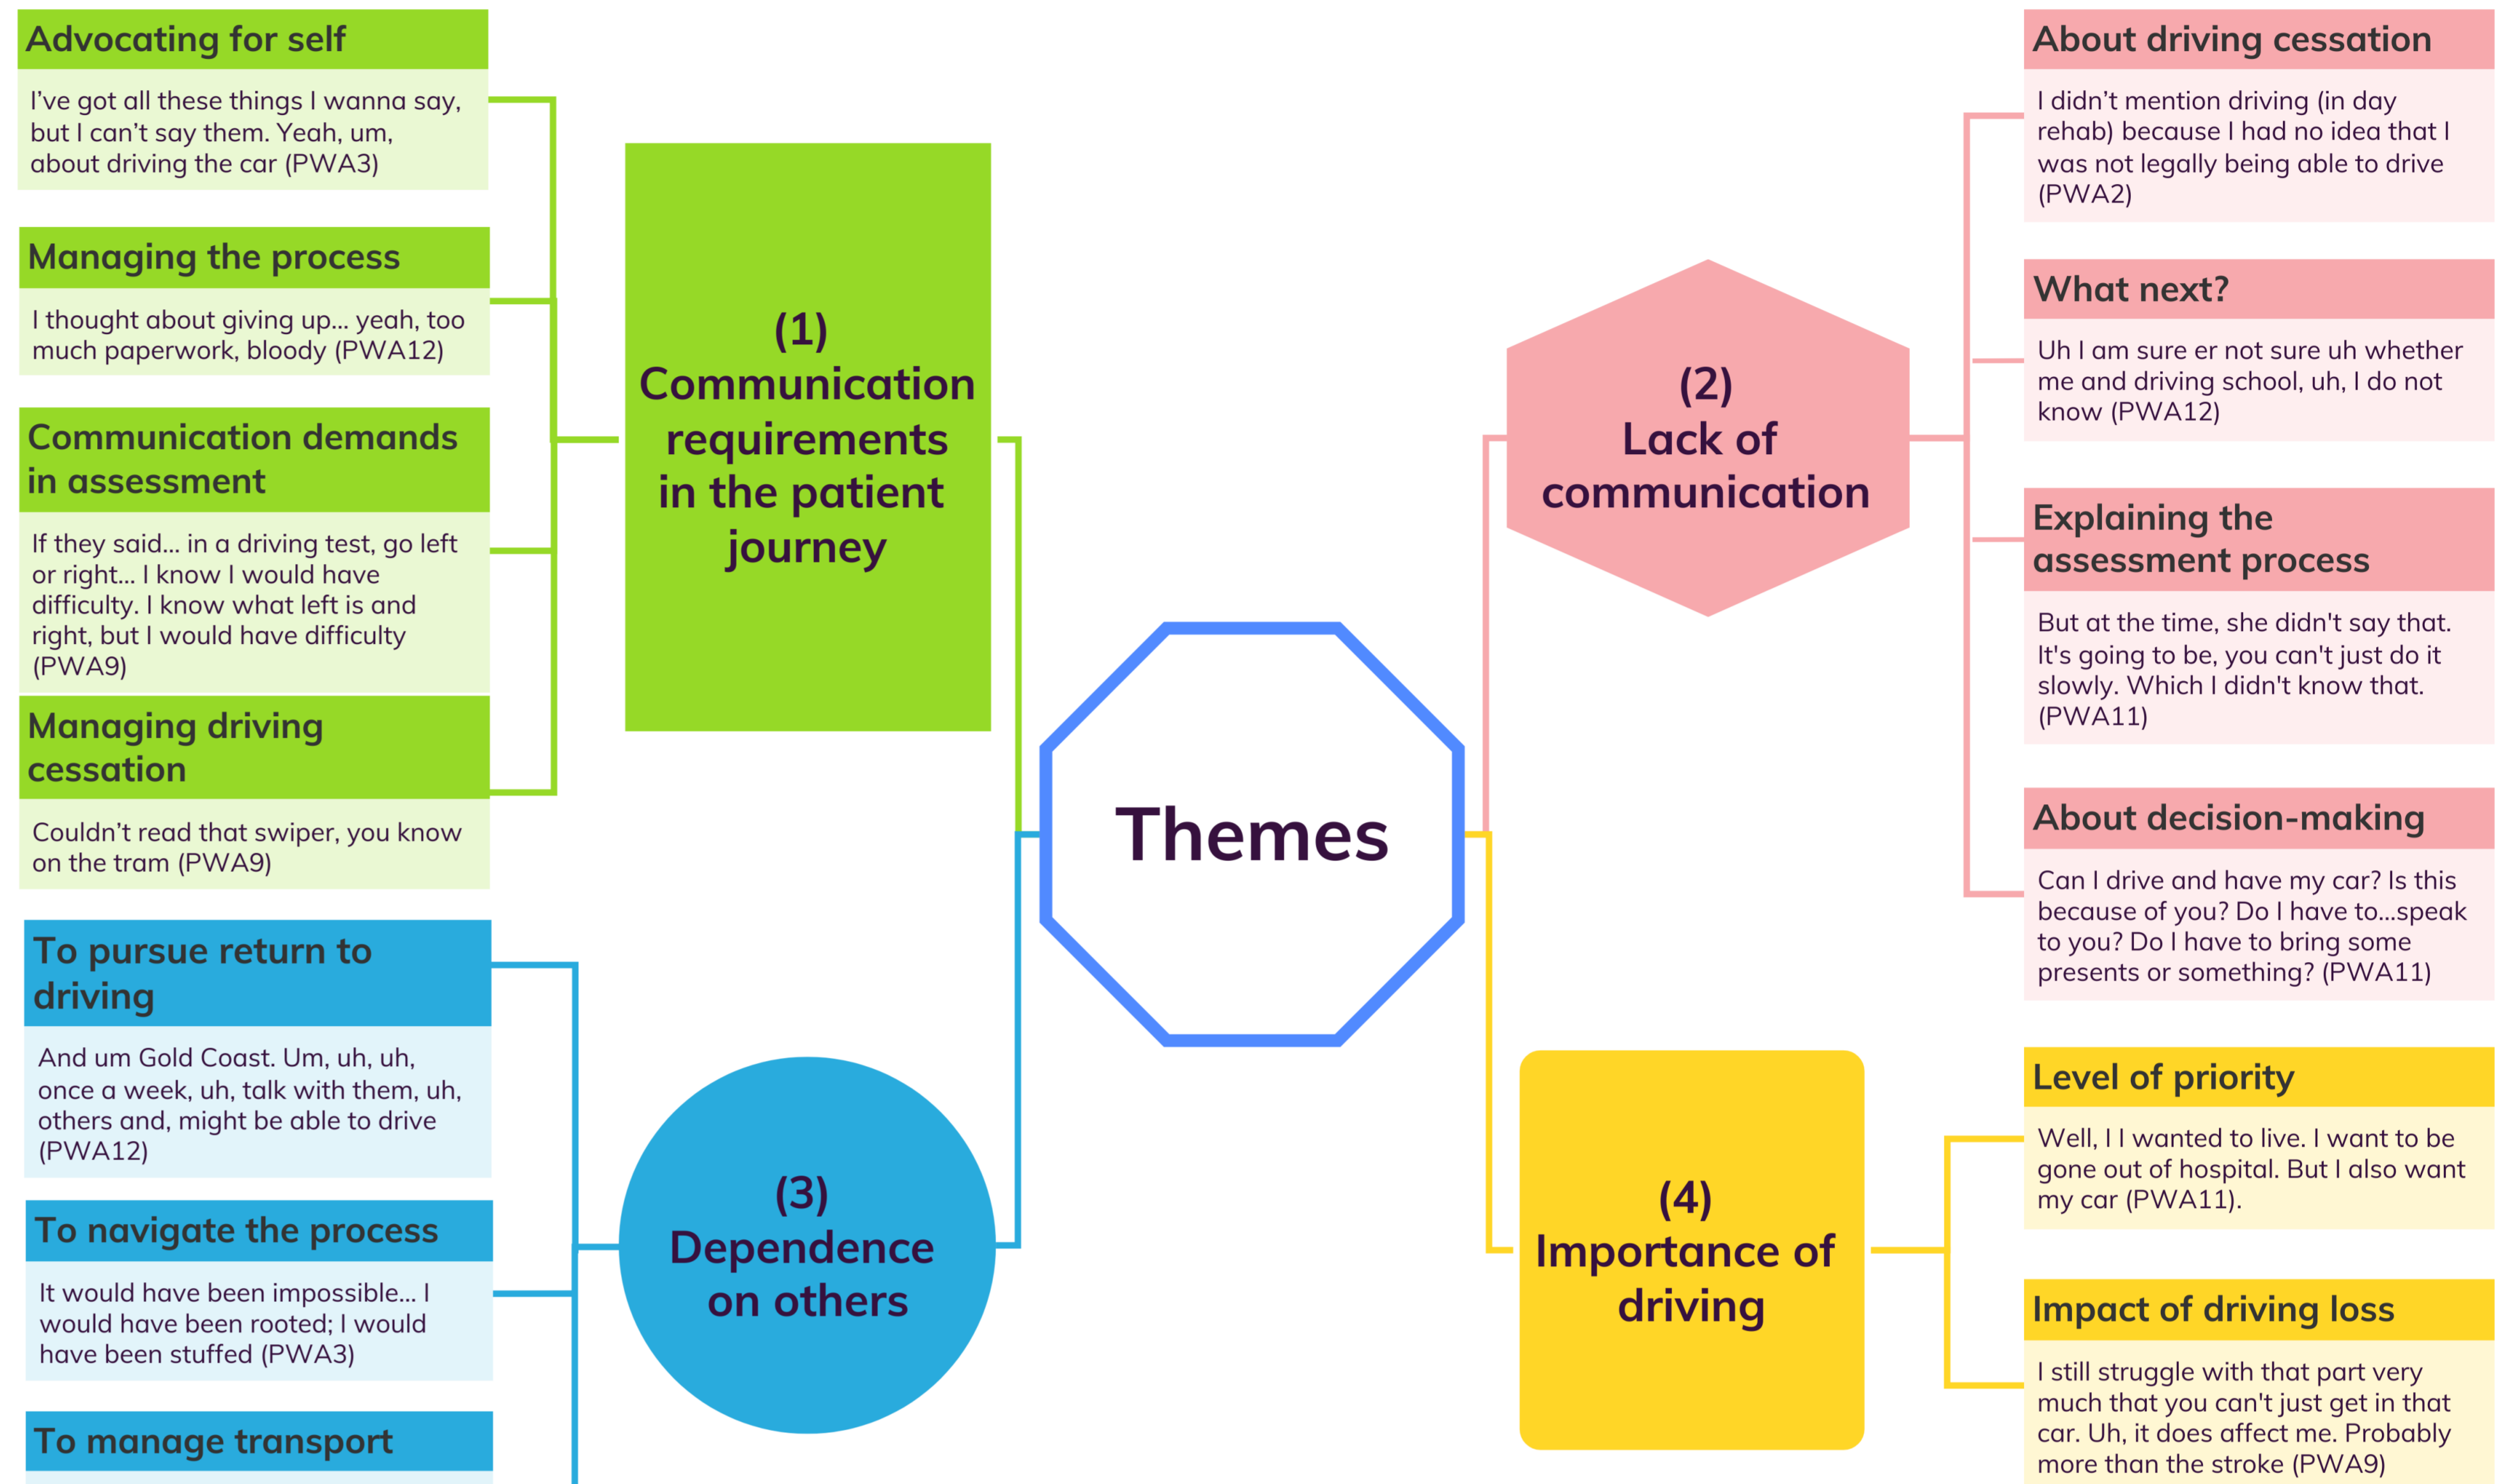 Advocating for self
I’ve got all these things I wanna say,
but I can’t say them. Yeah, um,
about driving the car (PWA3)
Managing the process
I thought about giving up... yeah, too
much paperwork, bloody (PWA12)
Communication demands
in assessment
If they said... in a driving test, go left
or right... I know I would have
difficulty. I know what left is and
right, but I would have difficulty
(PWA9)
Managing driving
cessation
Couldn’t read that swiper, you know
on the tram (PWA9)
(1)
Communication
requirements
in the patient
journey
(2)
Lack of
communication
About driving cessation
I didn’t mention driving (in day
rehab) because I had no idea that I
was not legally being able to drive
(PWA2)
What next?
Uh I am sure er not sure uh whether
me and driving school, uh, I do not
know (PWA12)
Explaining the
assessment process
But at the time, she didn't say that.
It's going to be, you can't just do it
slowly. Which I didn't know that.
(PWA11)
About decision-making
Can I drive and have my car? Is this
because of you? Do I have to...speak
to you? Do I have to bring some
presents or something? (PWA11)
Themes
To pursue return to
driving
And um Gold Coast. Um, uh, uh,
once a week, uh, talk with them, uh,
others and, might be able to drive
(PWA12)
To navigate the process
It would have been impossible... I
would have been rooted; I would
have been stuffed (PWA3)
To manage transport
(3)
Dependence
on others
(4)
Importance of
driving
Level of priority
Well, I I wanted to live. I want to be
gone out of hospital. But I also want
my car (PWA11).
Impact of driving loss
I still struggle with that part very
much that you can't just get in that
car. Uh, it does affect me. Probably
more than the stroke (PWA9)